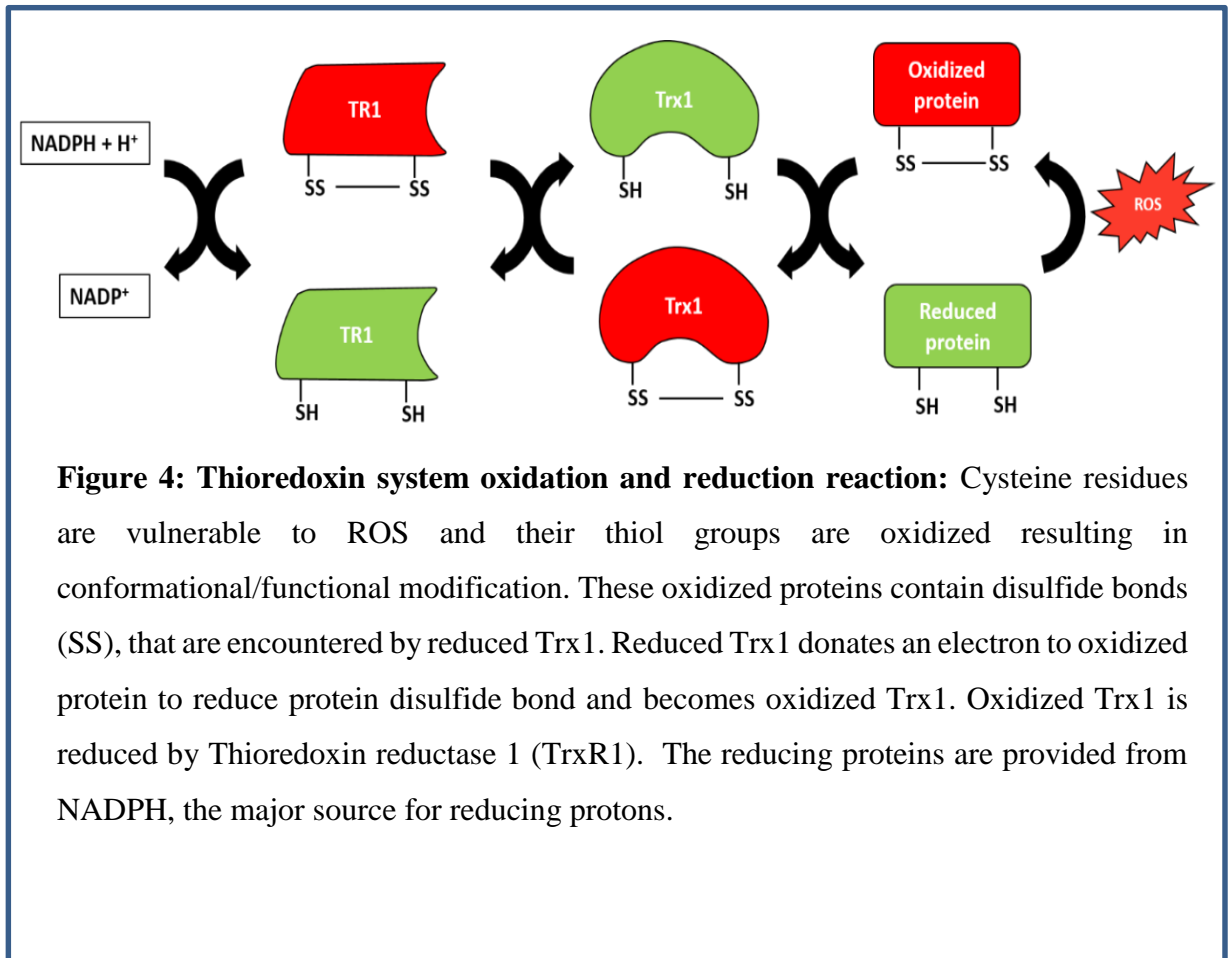 NADPH + H⁺
NADP⁺
TR1
SS SS
TR1
SH SH
Trx1
SH SH
Trx1
SS SS
Oxidized
protein
SS SS
Reduced
protein
SH SH
ROS
Figure 4: Thioredoxin system oxidation and reduction reaction: Cysteine residues
are vulnerable to ROS and their thiol groups are oxidized resulting in
conformational/functional modification. These oxidized proteins contain disulfide bonds
(SS), that are encountered by reduced Trx1. Reduced Trx1 donates an electron to oxidized
protein to reduce protein disulfide bond and becomes oxidized Trx1. Oxidized Trx1 is
reduced by Thioredoxin reductase 1 (TrxR1). The reducing proteins are provided from
NADPH, the major source for reducing protons.